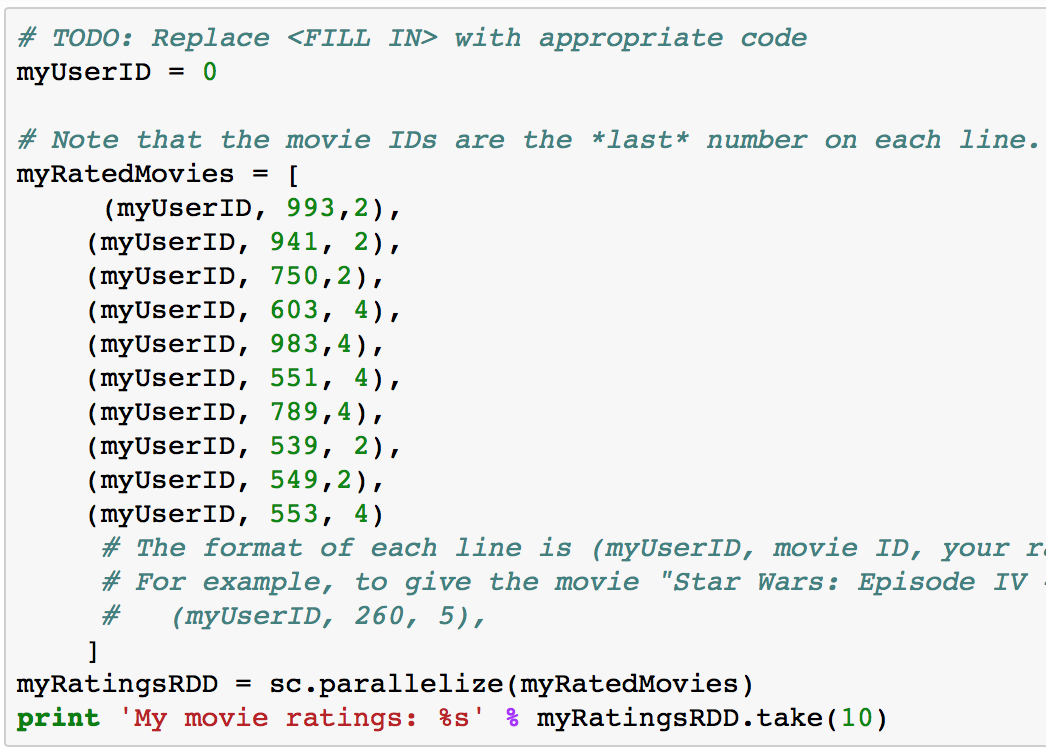 # TODO: Replace <FILL IN> with appropriate code
myUserID = 0
# Note that the movie IDs are the *last* number on each line.
myRatedMovies = [
     (myUserID, 993,2),
    (myUserID, 941, 2),
    (myUserID, 750,2),
    (myUserID, 603, 4),
    (myUserID, 983,4),
    (myUserID, 551, 4),
    (myUserID, 789,4),
    (myUserID, 539, 2),
    (myUserID, 549,2),
    (myUserID, 553, 4)
     # The format of each line is (myUserID, movie ID, your
     # For example, to give the movie "Star Wars: Episode IV
     #   (myUserID, 260, 5),
    ]
myRatingsRDD = sc.parallelize(myRatedMovies)
print 'My movie ratings: %s' % myRatingsRDD.take(10)